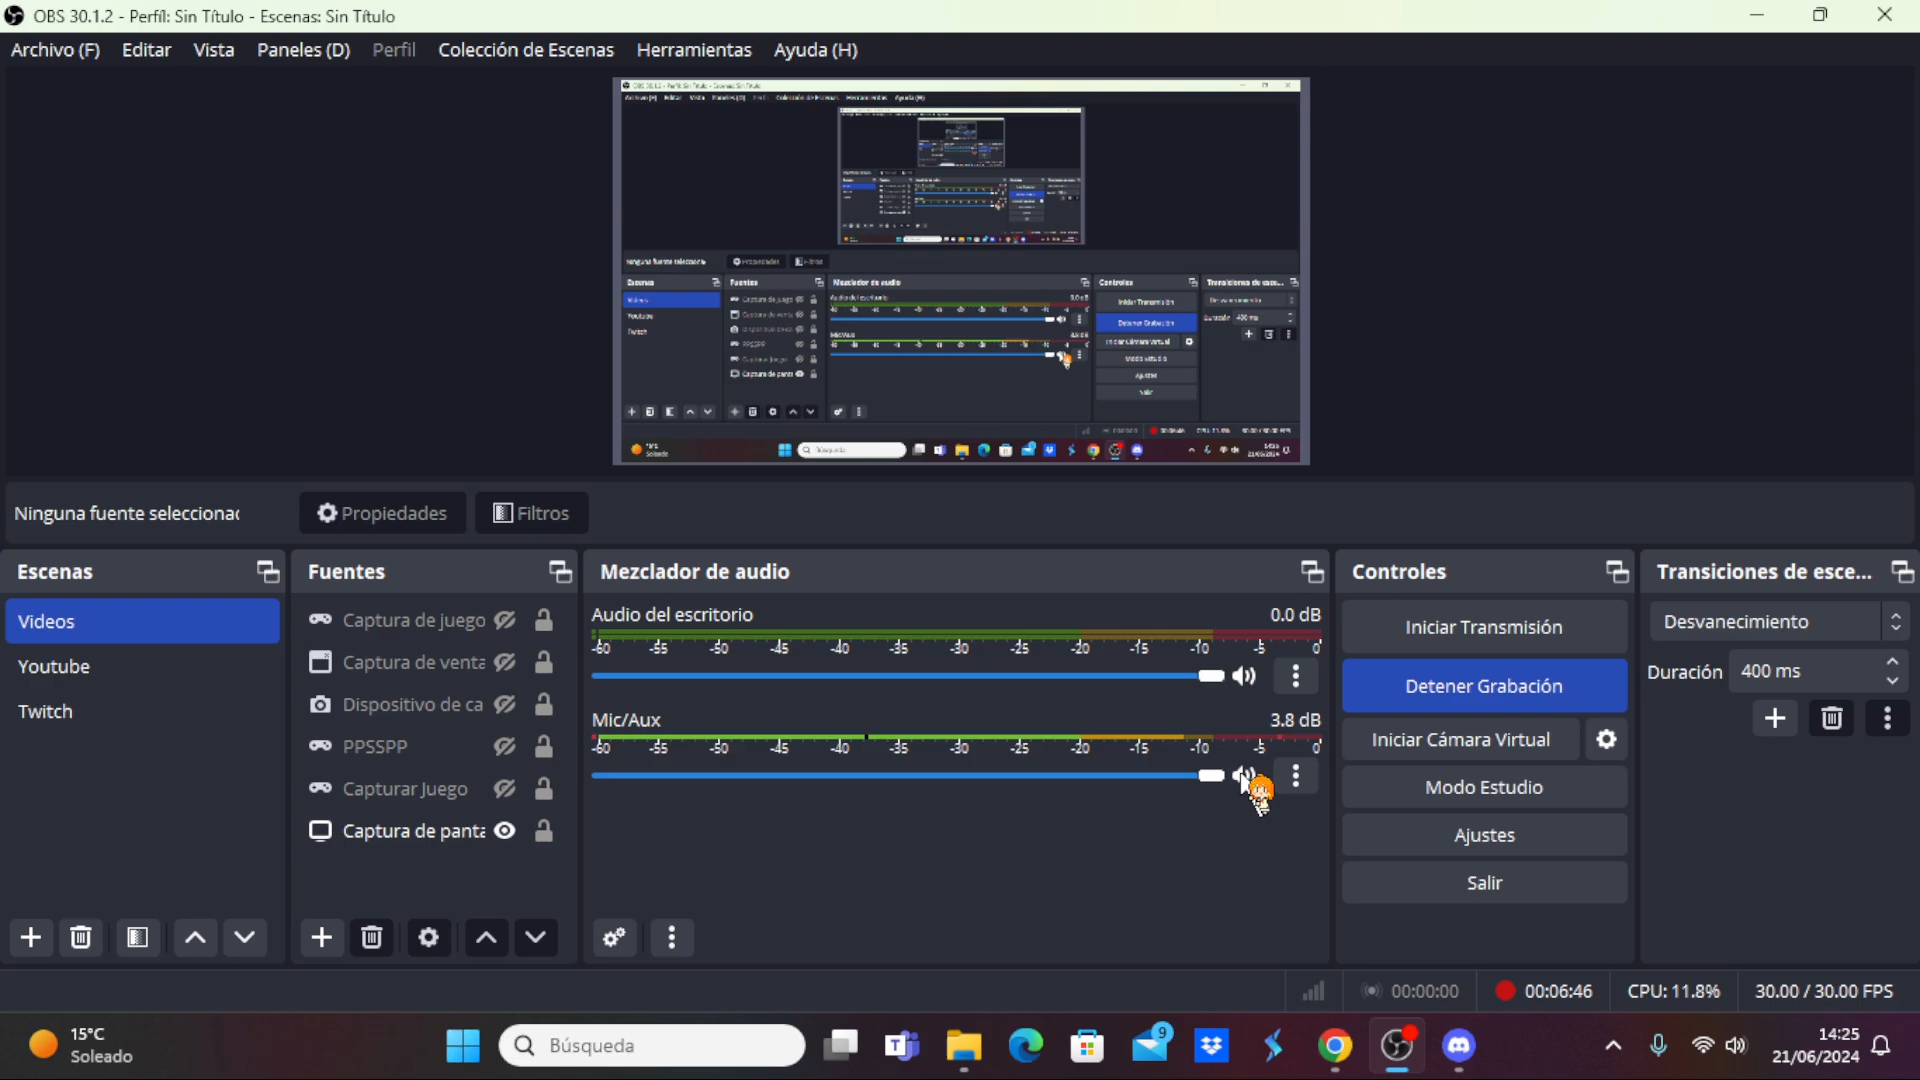 OBS 30.1.2 - Perfil: Sin Título - Escenas: Sin Título
Archivo (F) Editar Vista Paneles (D) Perfil Colección de Escenas Herramientas Ayuda (H)
Ninguna fuente seleccionac Propiedades Filtros
Escenas
Videos
Youtube
Twitch
Fuentes
Captura de juego
Captura de venta
Dispositivo de ca
PPSSPP
Capturar Juego
Captura de panta
Mezclador de audio
Audio del escritorio 0.0 dB
-60 -55 -50 -45 -40 -35 -30 -25 -20 -15 -10 -5 0
Mic/Aux 3.8 dB
-60 -55 -50 -45 -40 -35 -30 -25 -20 -15 -10 -5 0
Controles
Iniciar Transmisión
Detener Grabación
Iniciar Cámara Virtual
Modo Estudio
Ajustes
Salir
Transiciones de esce...
Desvanecimiento
Duración 400 ms
00:00:00 00:06:46 CPU: 11.8% 30.00 / 30.00 FPS
15°C
Soleado
Búsqueda
9
14:25
21/06/2024